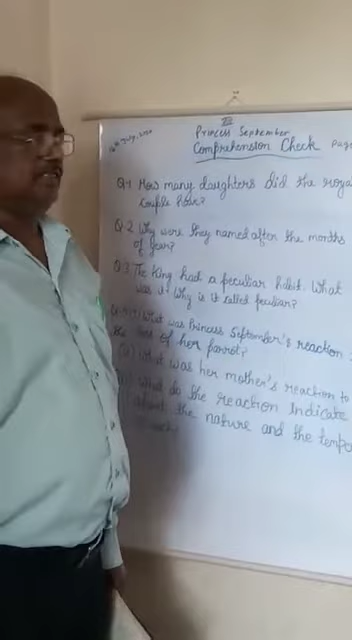 VIII
Princess September
Comprehension Check Page
Q.1 How many daughters did the royal
couple have?
Q.2 Why were they named after the months
of year?
Q.3 The King had a peculiar habit. What
was it? Why is it called peculiar?
What was Princess September's reaction
the loss of her parrot?
(ii) What was her mother's reaction to
What do the reaction indicate
about the nature and the temp